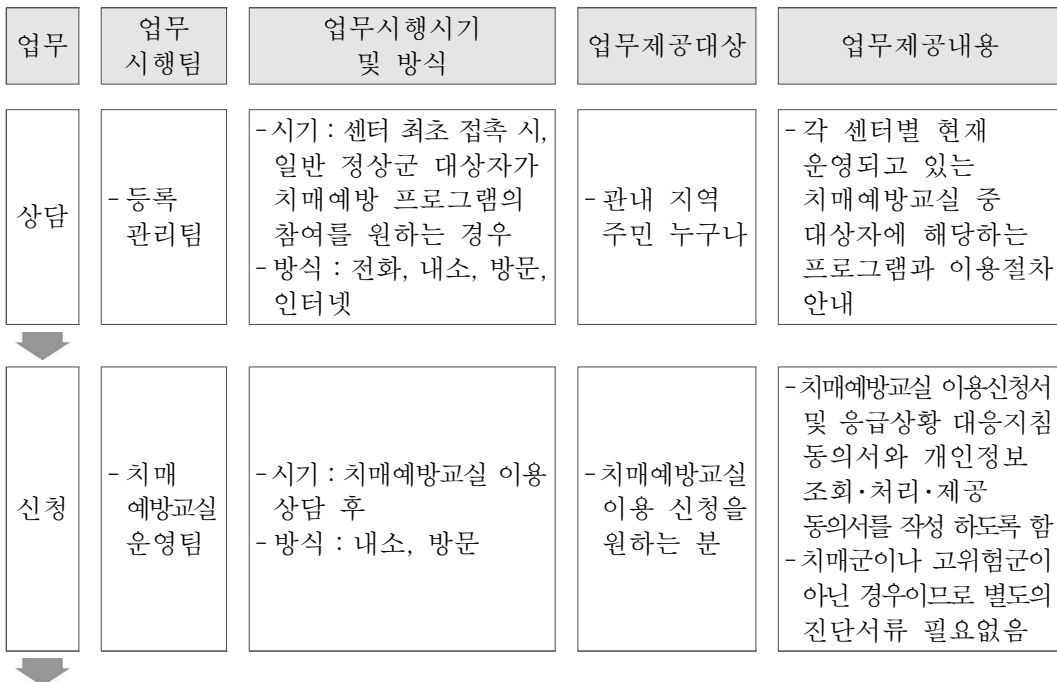 업무
업무
시행팀
업무시행시기
및 방식
업무제공대상
업무제공내용
상담
-등록
관리팀
-시기 : 센터 최초 접촉 시,
일반 정상군 대상자가
치매예방 프로그램의
참여를 원하는 경우
-방식 : 전화, 내소, 방문,
인터넷
-관내 지역
주민 누구나
-각 센터별 현재
운영되고 있는
치매예방교실 중
대상자에 해당하는
프로그램과 이용절차
안내
신청
-치매
예방교실
운영팀
-시기 : 치매예방교실 이용
상담 후
-방식 : 내소, 방문
-치매예방교실
이용 신청을
원하는 분
-치매예방교실 이용신청서
및 응급상황 대응지침
동의서와 개인정보
조회·처리·제공
동의서를 작성 하도록 함
-치매군이나 고위험군이
아닌 경우이므로 별도의
진단서류 필요없음